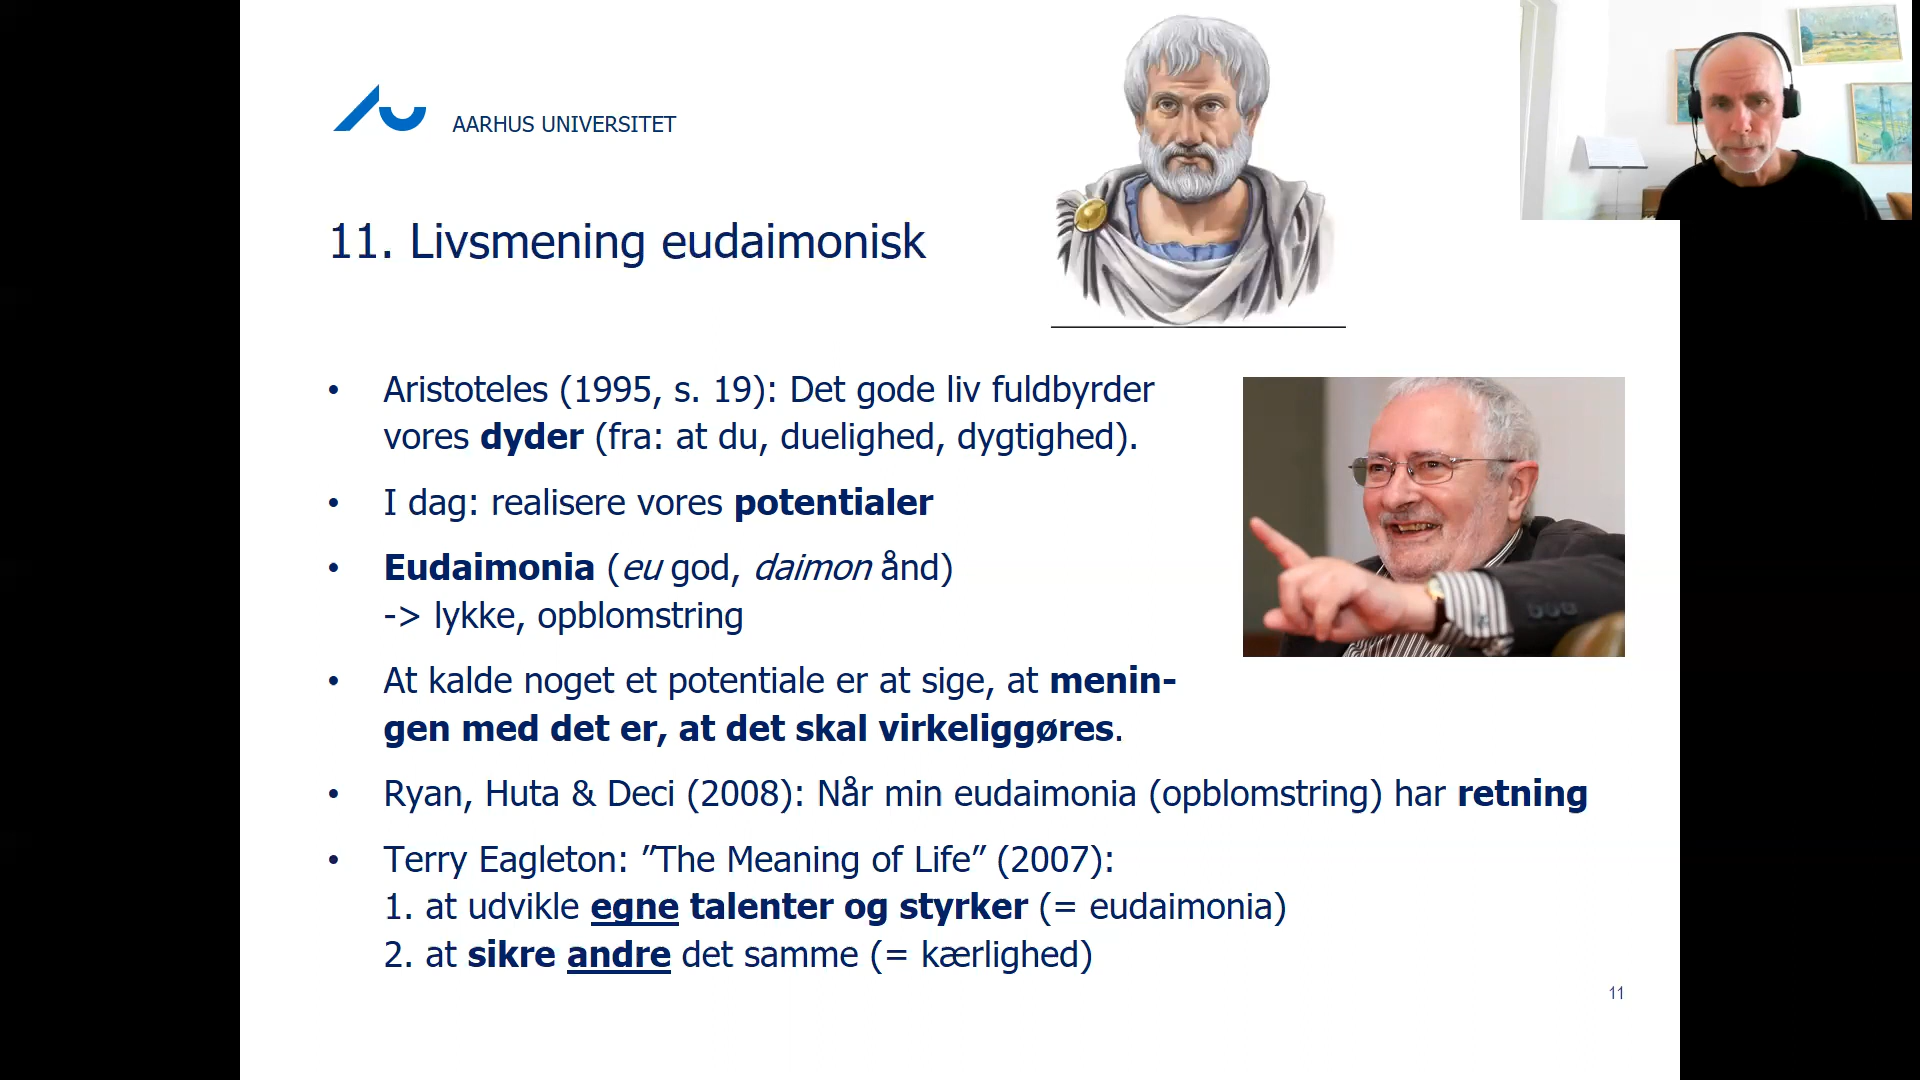 AARHUS UNIVERSITET
11. Livsmening eudaimonisk
• Aristoteles (1995, s. 19): Det gode liv fuldbyrder
vores dyder (fra: at du, duelighed, dygtighed).
• I dag: realisere vores potentialer
• Eudaimonia (eu god, daimon ånd)
-> lykke, opblomstring
• At kalde noget et potentiale er at sige, at menin-
gen med det er, at det skal virkeliggøres.
• Ryan, Huta & Deci (2008): Når min eudaimonia (opblomstring) har retning
• Terry Eagleton: ”The Meaning of Life” (2007):
1. at udvikle egne talenter og styrker (= eudaimonia)
2. at sikre andre det samme (= kærlighed)
11